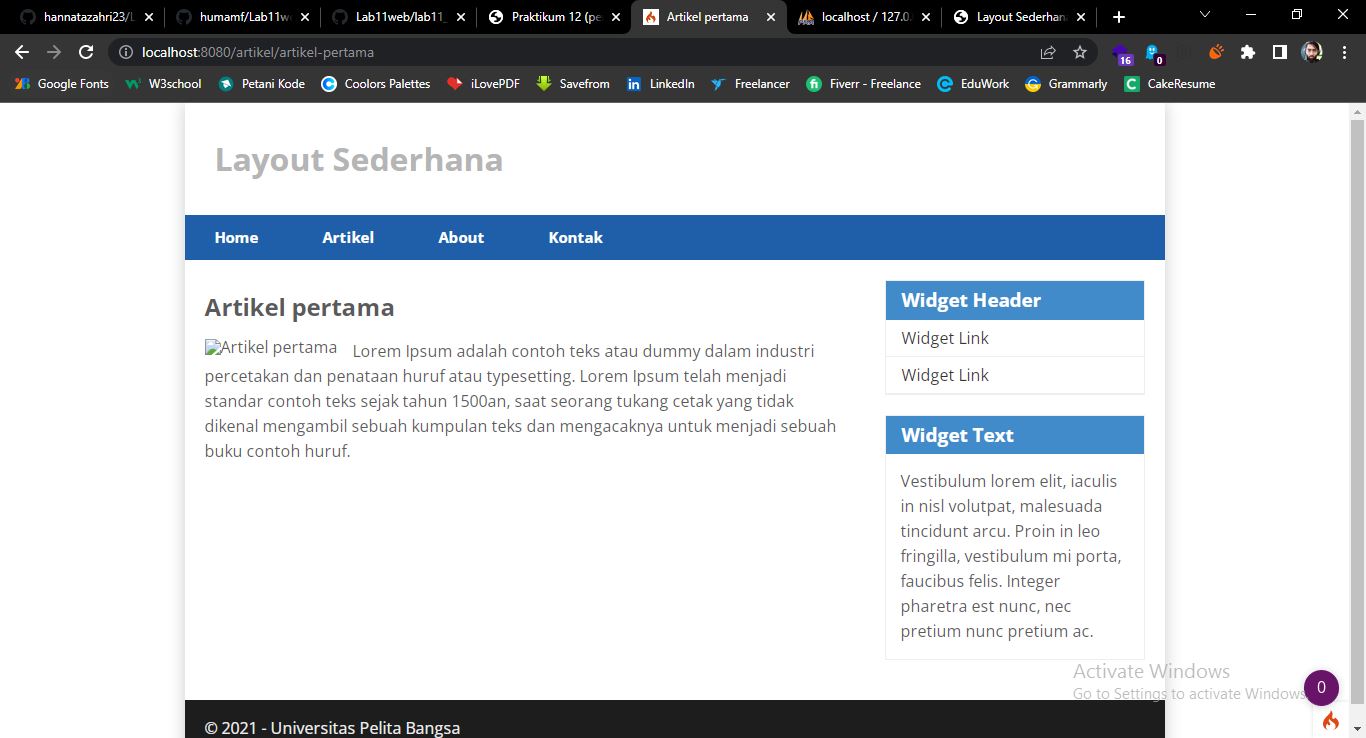 hannatazahri23/L
humamf/Lab11w
Lab11web/lab11_
Praktikum 12 (pe
Artikel pertama
localhost / 127.0.
Layout Sederhana
localhost:8080/artikel/artikel-pertama
16
0
Google Fonts
W3school
Petani Kode
Coolors Palettes
iLovePDF
Savefrom
LinkedIn
Freelancer
Fiverr - Freelance
EduWork
Grammarly
CakeResume
Layout Sederhana
Home Artikel About Kontak
Artikel pertama
Artikel pertama Lorem Ipsum adalah contoh teks atau dummy dalam industri
percetakan dan penataan huruf atau typesetting. Lorem Ipsum telah menjadi
standar contoh teks sejak tahun 1500an, saat seorang tukang cetak yang tidak
dikenal mengambil sebuah kumpulan teks dan mengacaknya untuk menjadi sebuah
buku contoh huruf.
Widget Header
Widget Link
Widget Link
Widget Text
Vestibulum lorem elit, iaculis
in nisl volutpat, malesuada
tincidunt arcu. Proin in leo
fringilla, vestibulum mi porta,
faucibus felis. Integer
pharetra est nunc, nec
pretium nunc pretium ac.
Activate Windows
Go to Settings to activate Windows
0
© 2021 - Universitas Pelita Bangsa